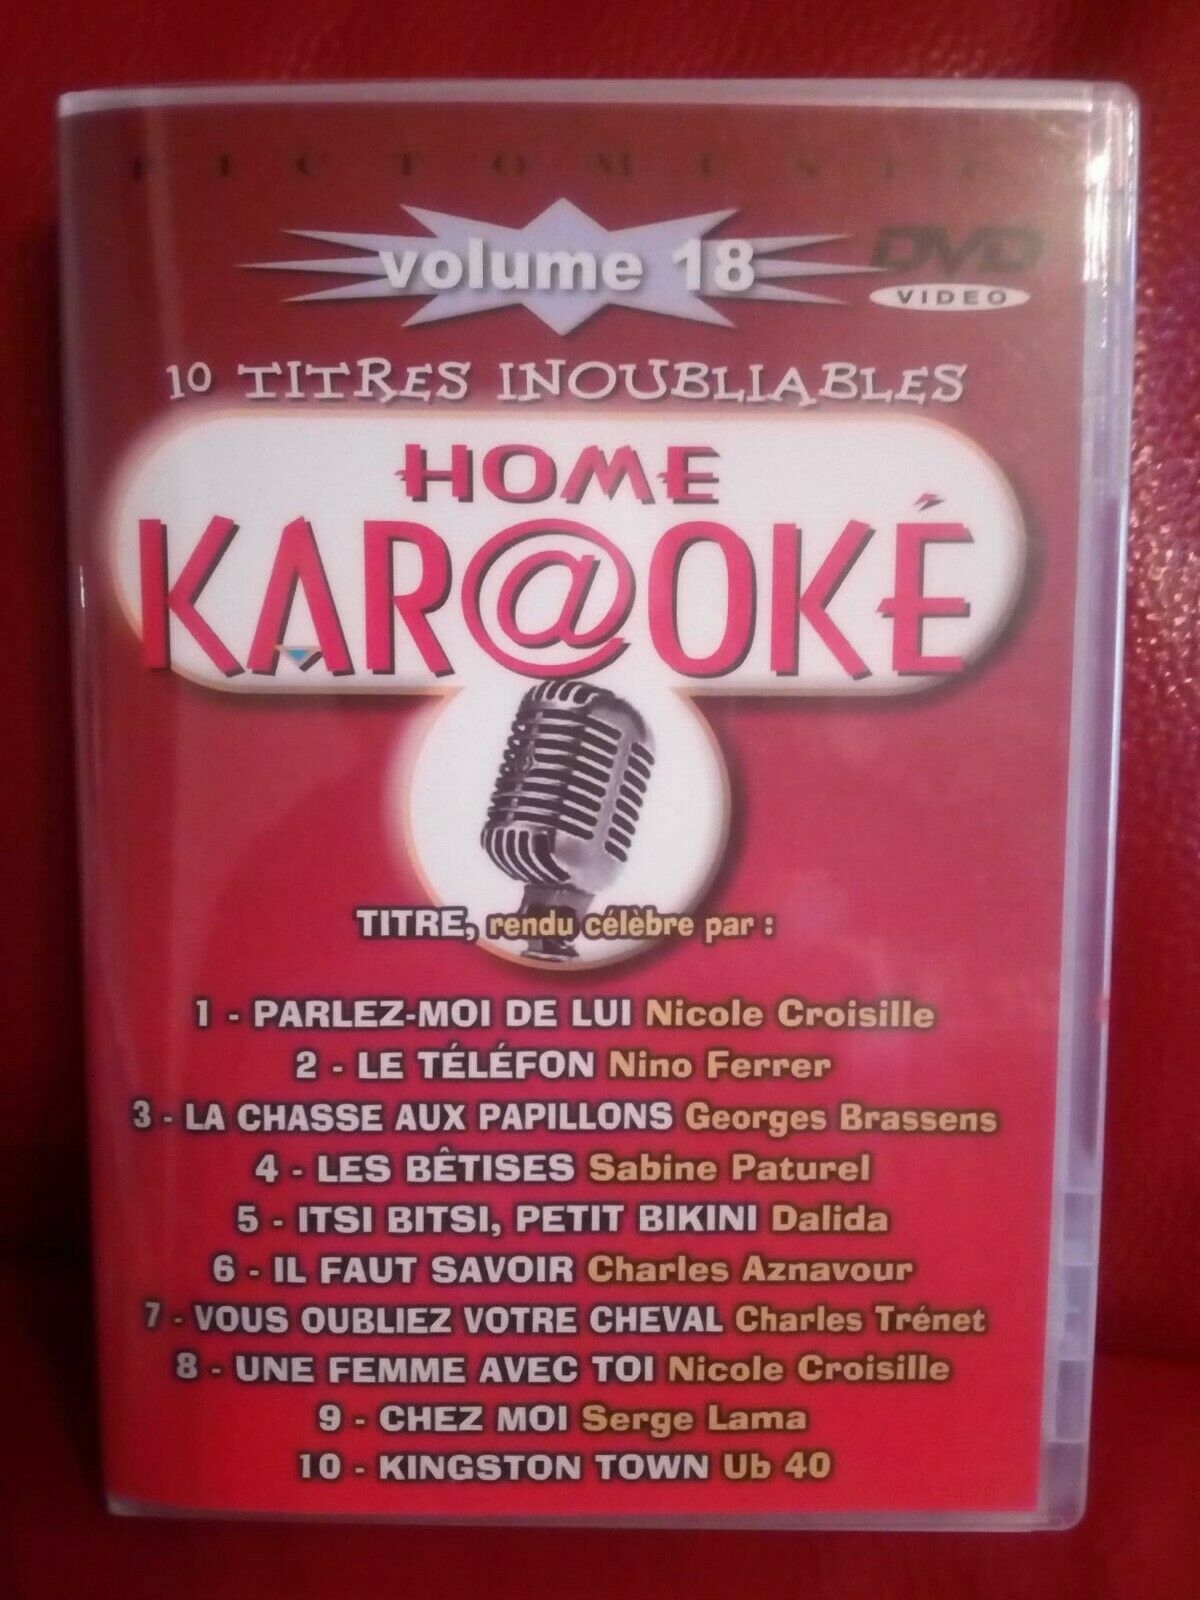 PICTOMUSIC
volume 18
DVD
VIDEO
10 TITRES INOUBLIABLES
HOME
KAR@OKÉ
TITRE, rendu célèbre par :
1 - PARLEZ-MOI DE LUI Nicole Croisille
2 - LE TÉLÉFON Nino Ferrer
3 - LA CHASSE AUX PAPILLONS Georges Brassens
4 - LES BÊTISES Sabine Paturel
5 - ITSI BITSI, PETIT BIKINI Dalida
6 - IL FAUT SAVOIR Charles Aznavour
7 - VOUS OUBLIEZ VOTRE CHEVAL Charles Trénet
8 - UNE FEMME AVEC TOI Nicole Croisille
9 - CHEZ MOI Serge Lama
10 - KINGSTON TOWN Ub 40